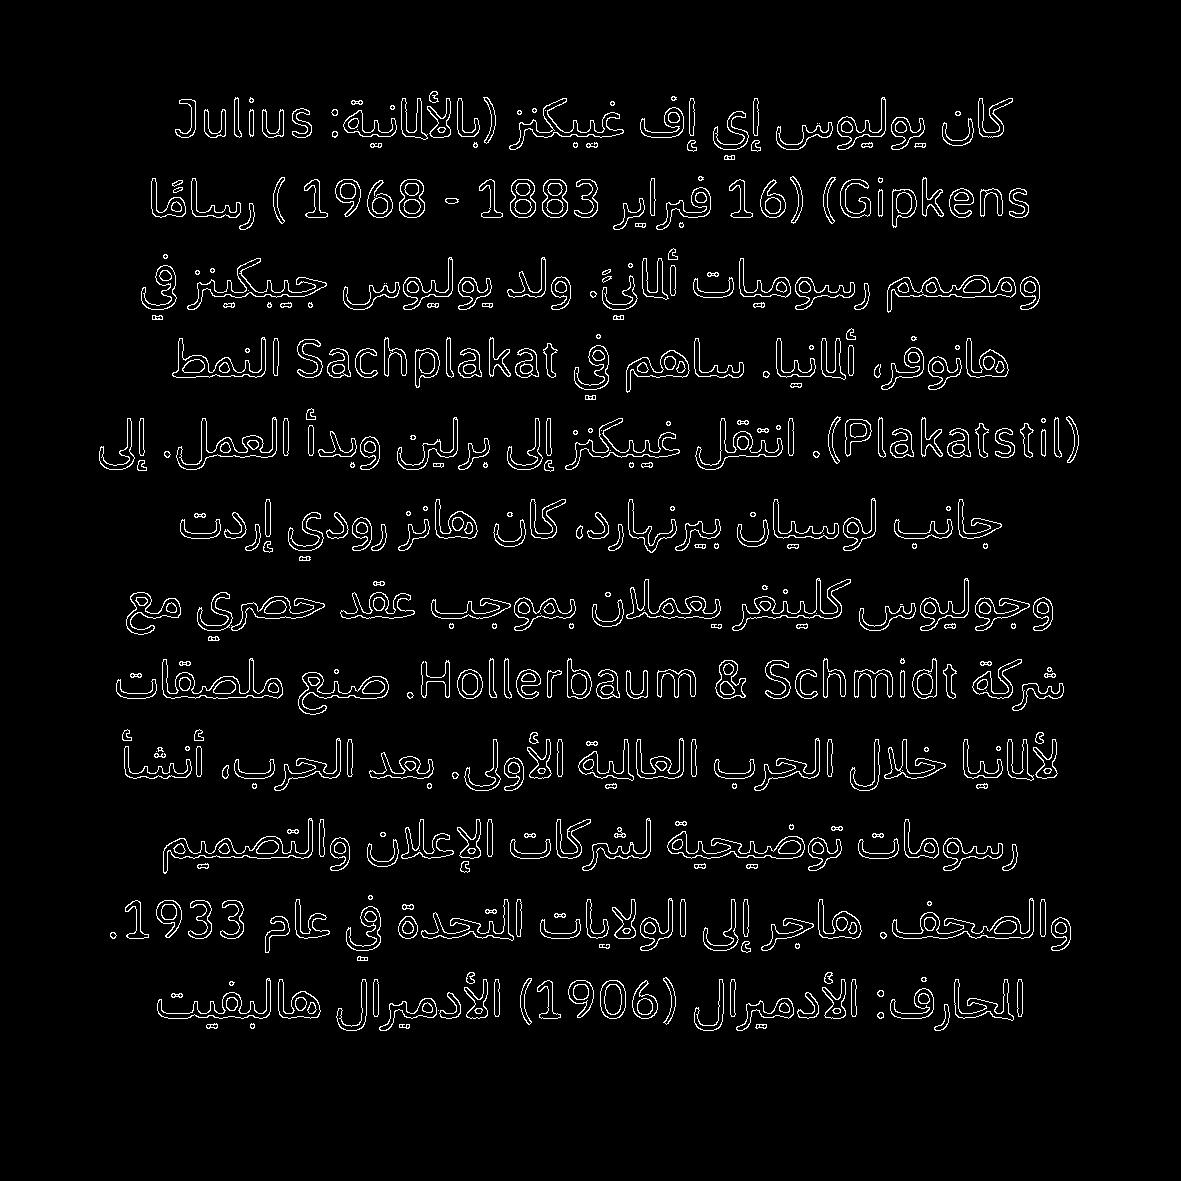 كان يوليوس إي إف غيبكنز (بالألمانية: Julius
Gipkens) (16 فبراير 1883 - 1968 ) رسامًا
ومصمم رسوميات ألمانيً. ولد يوليوس جيبكينز في
هانوفر، ألمانيا. ساهم في Sachplakat النمط
(Plakatstil). انتقل غيبكنز إلى برلين وبدأ العمل. إلى
جانب لوسيان بيرنهارد، كان هانز رودي إردت
وجوليوس كلينغر يعملان بموجب عقد حصري مع
شركة Hollerbaum & Schmidt. صنع ملصقات
لألمانيا خلال الحرب العالمية الأولى. بعد الحرب، أنشأ
رسومات توضيحية لشركات الإعلان والتصميم
والصحف. هاجر إلى الولايات المتحدة في عام 1933.
المحارف: الأدميرال (1906) الأدميرال هالبفيت